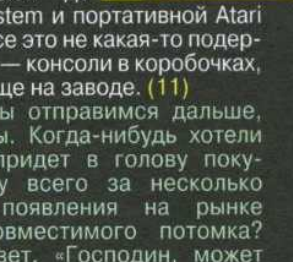 stem и портативной Atari
се это не какая-то подер-
— консоли в коробочках,
ще на заводе. (11)
ы отправимся дальше,
ы. Когда-нибудь хотели
придет в голову поку-
у всего за несколько
появления на рынке
овместимого потомка?
вет. «Господин, может